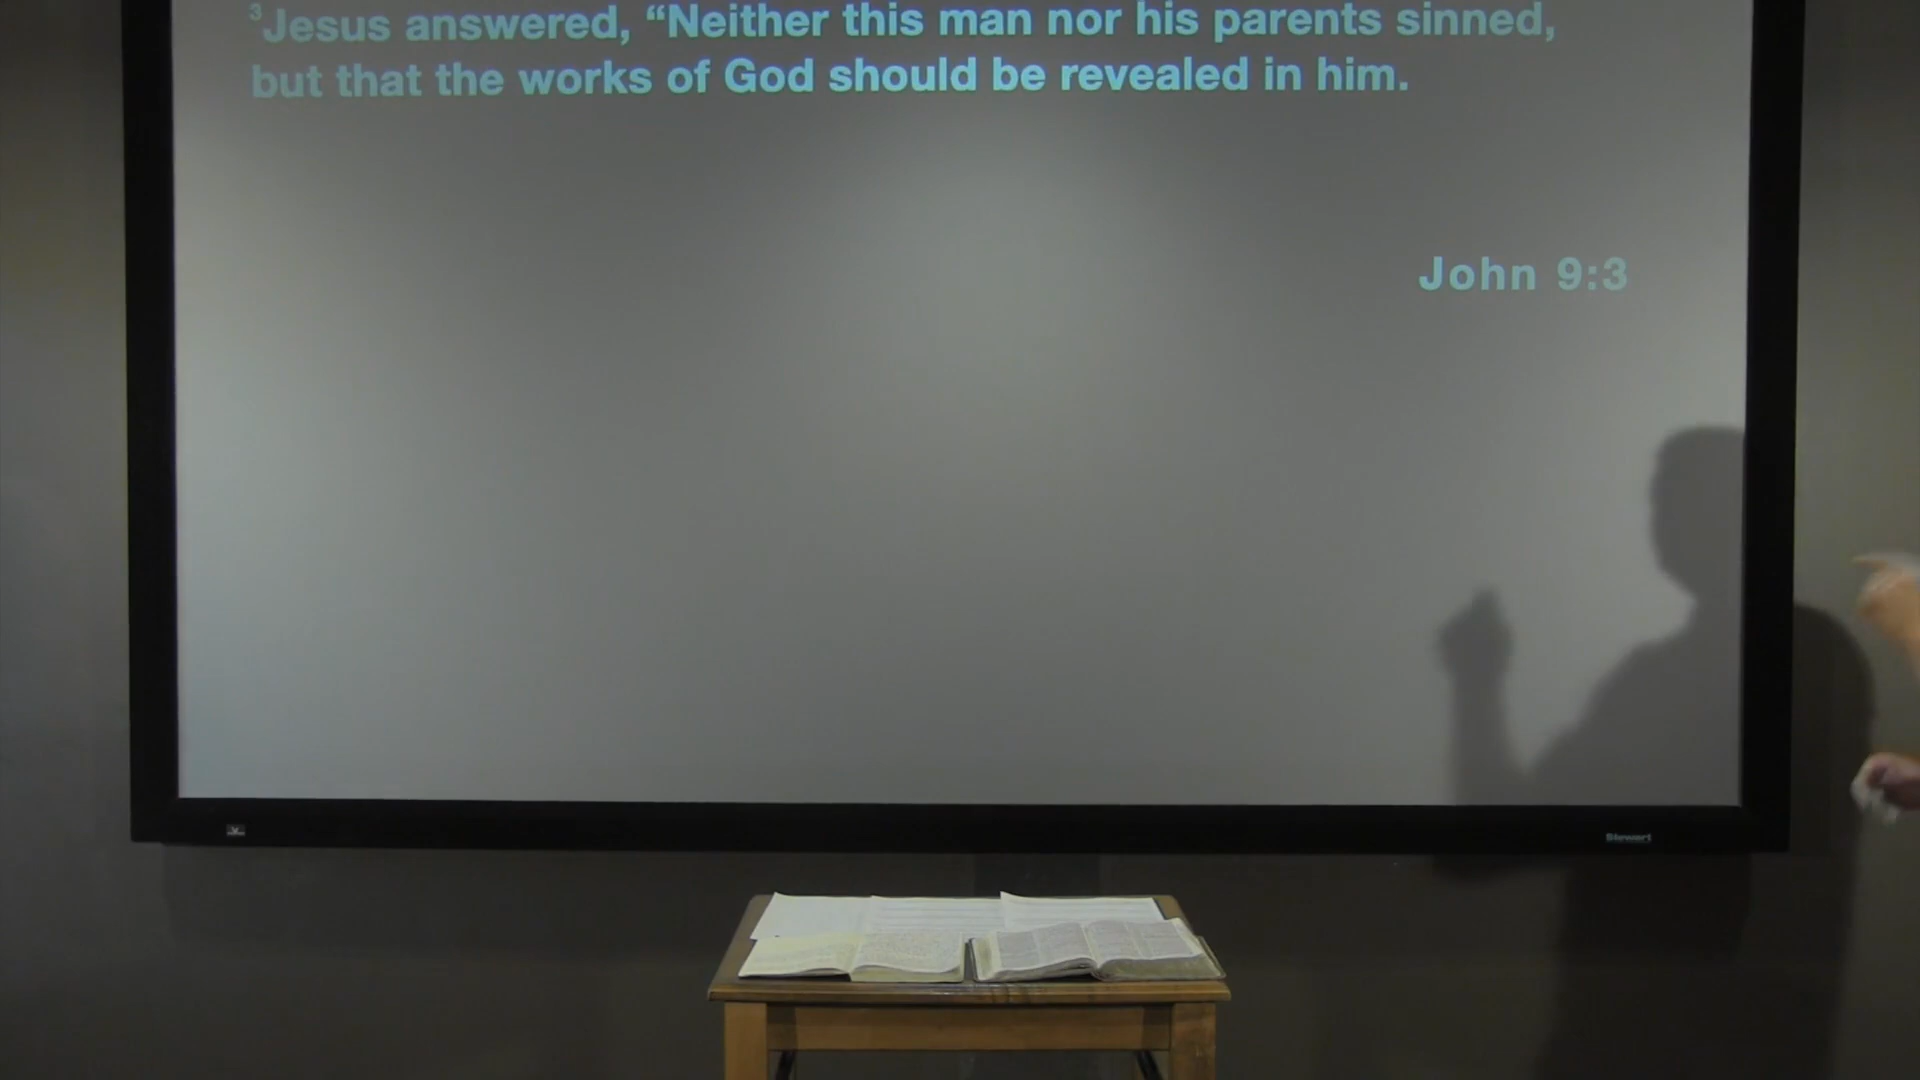 ³Jesus answered, “Neither this man nor his parents sinned,
but that the works of God should be revealed in him.
John 9:3
Stewart